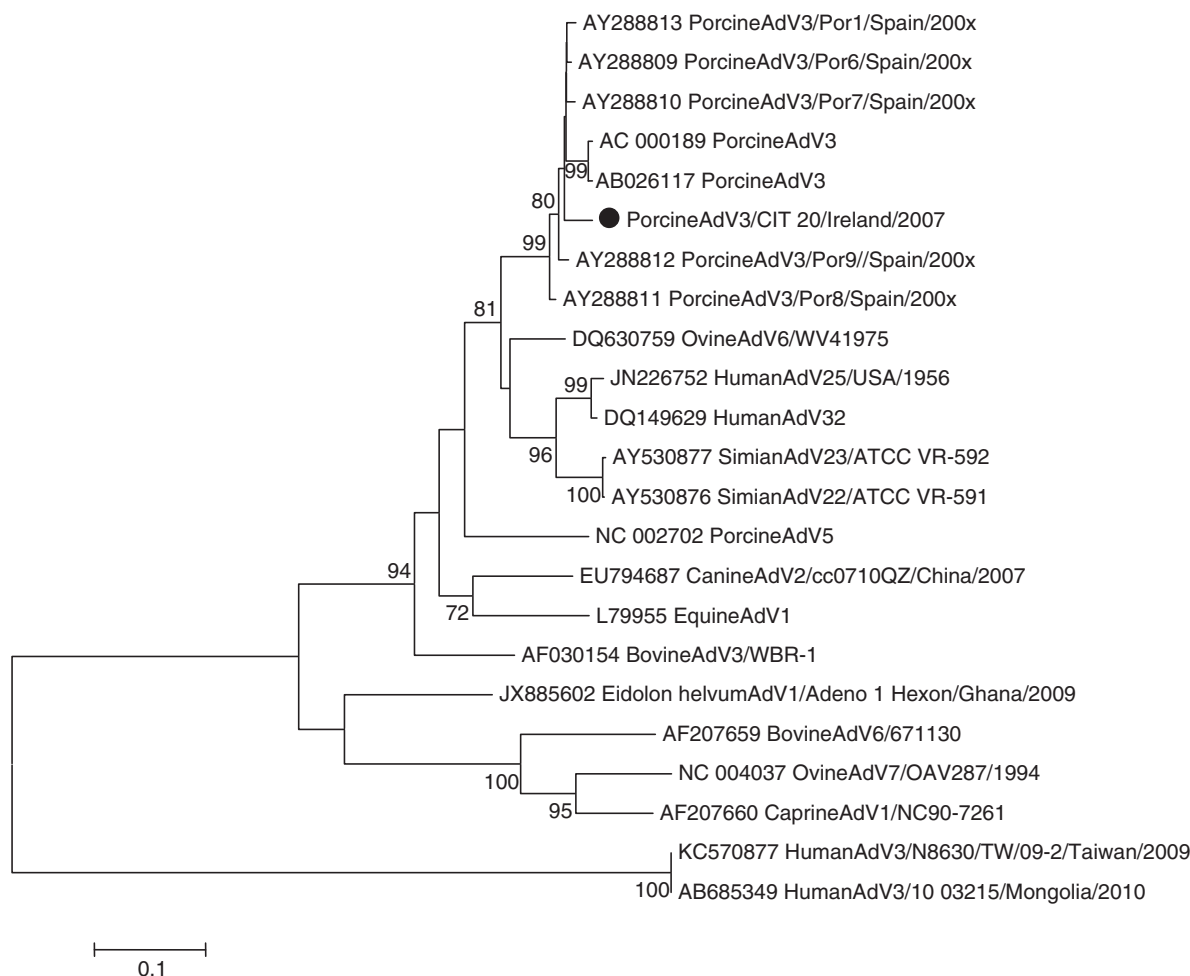 AY288813 PorcineAdV3/Por1/Spain/200x
AY288809 PorcineAdV3/Por6/Spain/200x
AY288810 PorcineAdV3/Por7/Spain/200x
AC 000189 PorcineAdV3
99
AB026117 PorcineAdV3
80
PorcineAdV3/CIT 20/Ireland/2007
99
AY288812 PorcineAdV3/Por9//Spain/200x
AY288811 PorcineAdV3/Por8/Spain/200x
81
DQ630759 OvineAdV6/WV41975
99
JN226752 HumanAdV25/USA/1956
DQ149629 HumanAdV32
96
AY530877 SimianAdV23/ATCC VR-592
100
AY530876 SimianAdV22/ATCC VR-591
NC 002702 PorcineAdV5
94
EU794687 CanineAdV2/cc0710QZ/China/2007
72
L79955 EquineAdV1
AF030154 BovineAdV3/WBR-1
JX885602 Eidolon helvumAdV1/Adeno 1 Hexon/Ghana/2009
AF207659 BovineAdV6/671130
100
NC 004037 OvineAdV7/OAV287/1994
95
AF207660 CaprineAdV1/NC90-7261
KC570877 HumanAdV3/N8630/TW/09-2/Taiwan/2009
100
AB685349 HumanAdV3/10 03215/Mongolia/2010
0.1